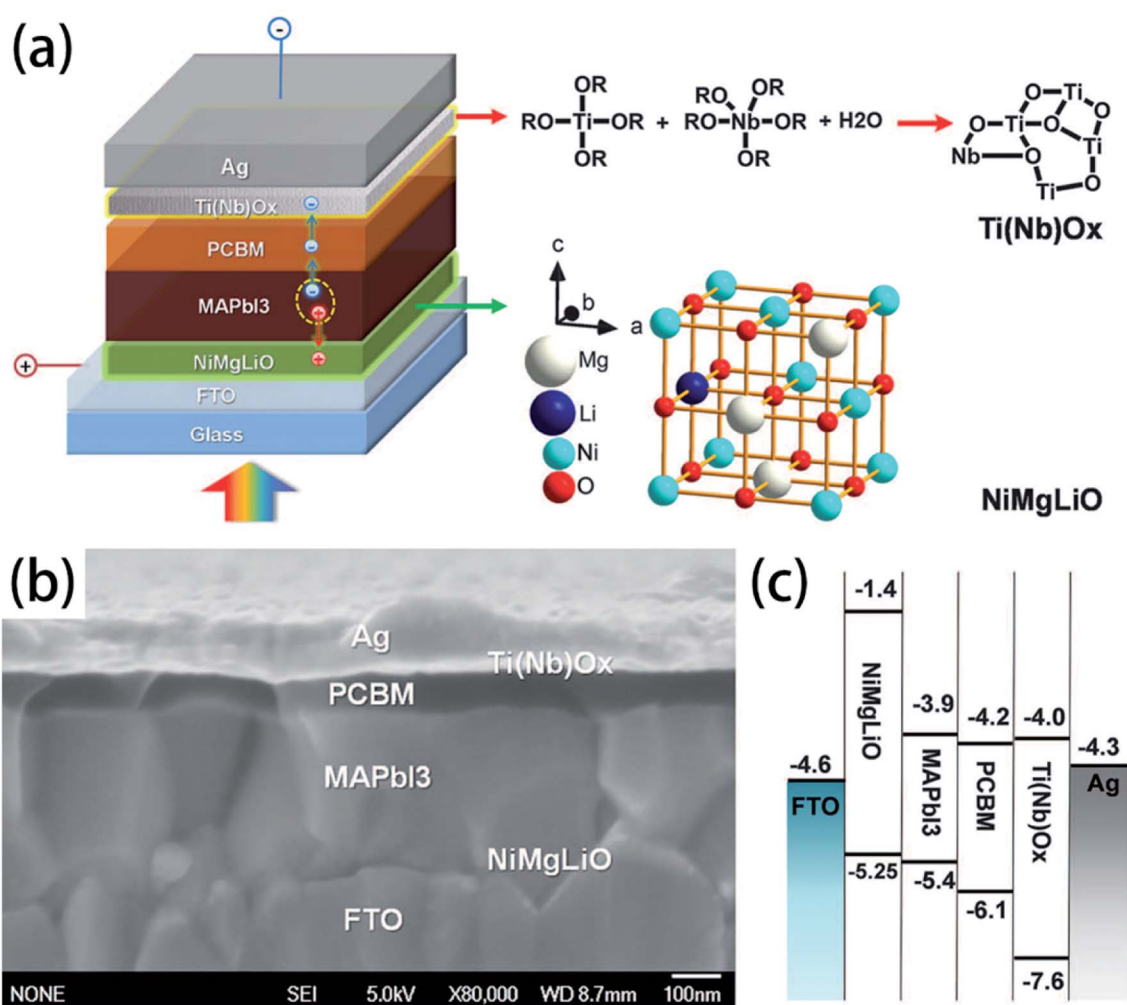 (a)
-
OR
RO-Ti-OR
OR
+
RO OR
RO-Nb-OR
OR
+ H2O
O Ti
O Ti O O
Nb O Ti
Ti O
Ti(Nb)Ox
Ag
Ti(Nb)Ox
-
PCBM
-
-
MAPbI3
+
NiMgLiO
+
+
FTO
Glass
c
b
a
Mg
Li
Ni
O
NiMgLiO
(b)
Ag
Ti(Nb)Ox
PCBM
MAPbI3
NiMgLiO
FTO
NONE SEI 5.0kV X80,000 WD 8.7mm 100nm
(c)
-1.4
NiMgLiO
-3.9
-4.2
-4.0
-4.3
-4.6
FTO
MAPbI3
PCBM
Ti(Nb)Ox
Ag
-5.25
-5.4
-6.1
-7.6